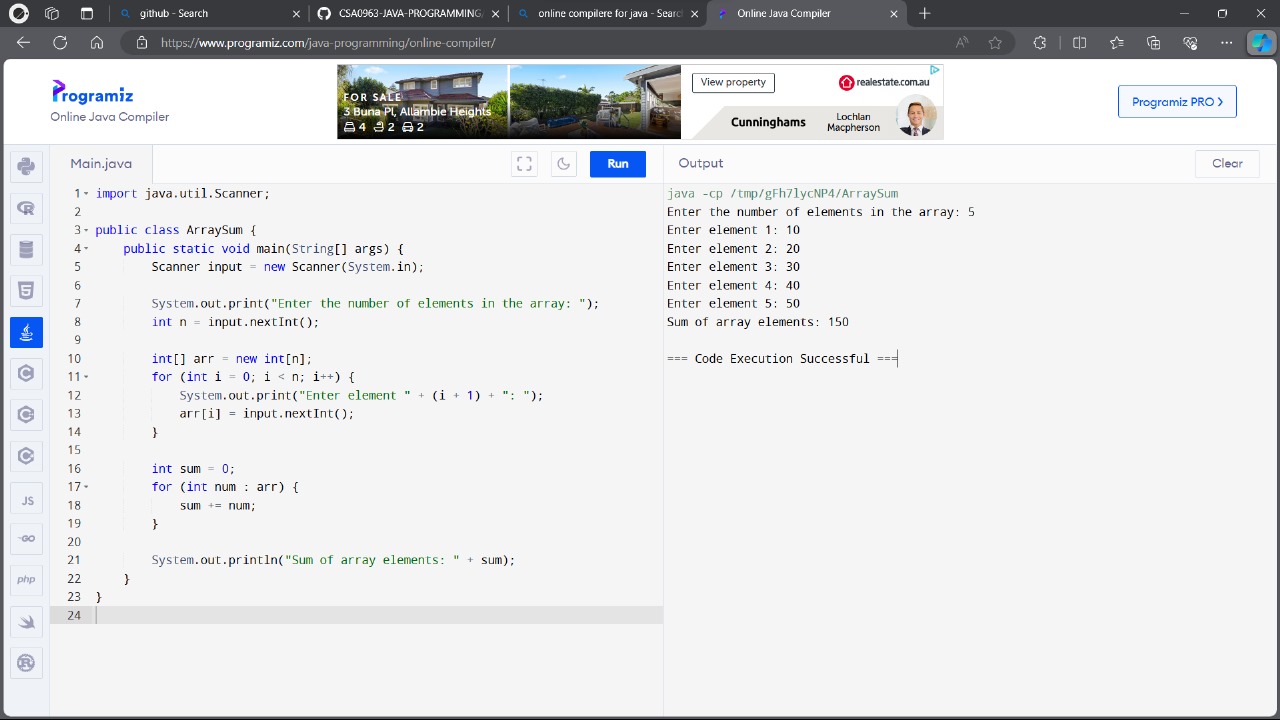 github - Search
CSA0963-JAVA-PROGRAMMING
online compilere for java - Searc
Online Java Compiler
https://www.programiz.com/java-programming/online-compiler/
Programiz
Online Java Compiler
FOR SALE
3 Buna Pl, Allambie Heights
4 2 2
View property
realestate.com.au
Cunninghams
Lochlan
Macpherson
Programiz PRO
Main.java
Run
Output
Clear
1 import java.util.Scanner;
2
3 public class ArraySum {
4 public static void main(String[] args) {
5 Scanner input = new Scanner(System.in);
6
7 System.out.print("Enter the number of elements in the array: ");
8 int n = input.nextInt();
9
10 int[] arr = new int[n];
11 for (int i = 0; i < n; i++) {
12 System.out.print("Enter element " + (i + 1) + ": ");
13 arr[i] = input.nextInt();
14 }
15
16 int sum = 0;
17 for (int num : arr) {
18 sum += num;
19 }
20
21 System.out.println("Sum of array elements: " + sum);
22 }
23 }
24
java -cp /tmp/gFh7lycNP4/ArraySum
Enter the number of elements in the array: 5
Enter element 1: 10
Enter element 2: 20
Enter element 3: 30
Enter element 4: 40
Enter element 5: 50
Sum of array elements: 150
=== Code Execution Successful ===
JS
GO
php